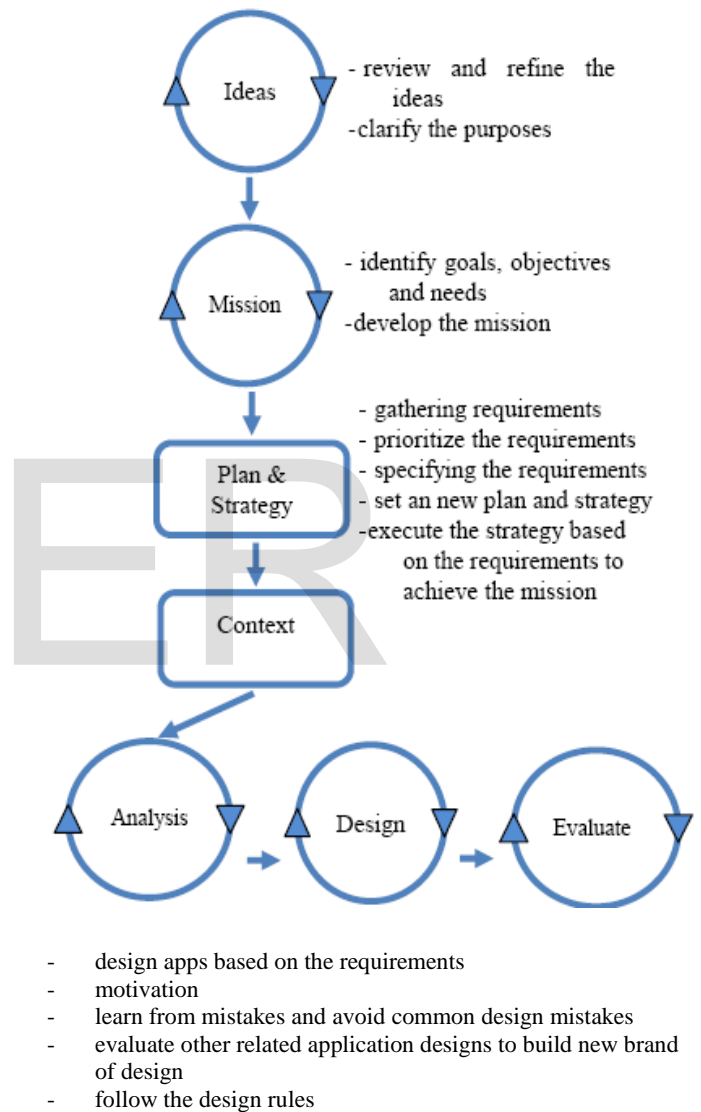 Ideas
- review and refine the
ideas
-clarify the purposes
Mission
- identify goals, objectives
and needs
-develop the mission
Plan &
Strategy
- gathering requirements
- prioritize the requirements
- specifying the requirements
- set an new plan and strategy
-execute the strategy based
on the requirements to
achieve the mission
ER
Context
Analysis
Design
Evaluate
- design apps based on the requirements
- motivation
- learn from mistakes and avoid common design mistakes
- evaluate other related application designs to build new brand
of design
- follow the design rules